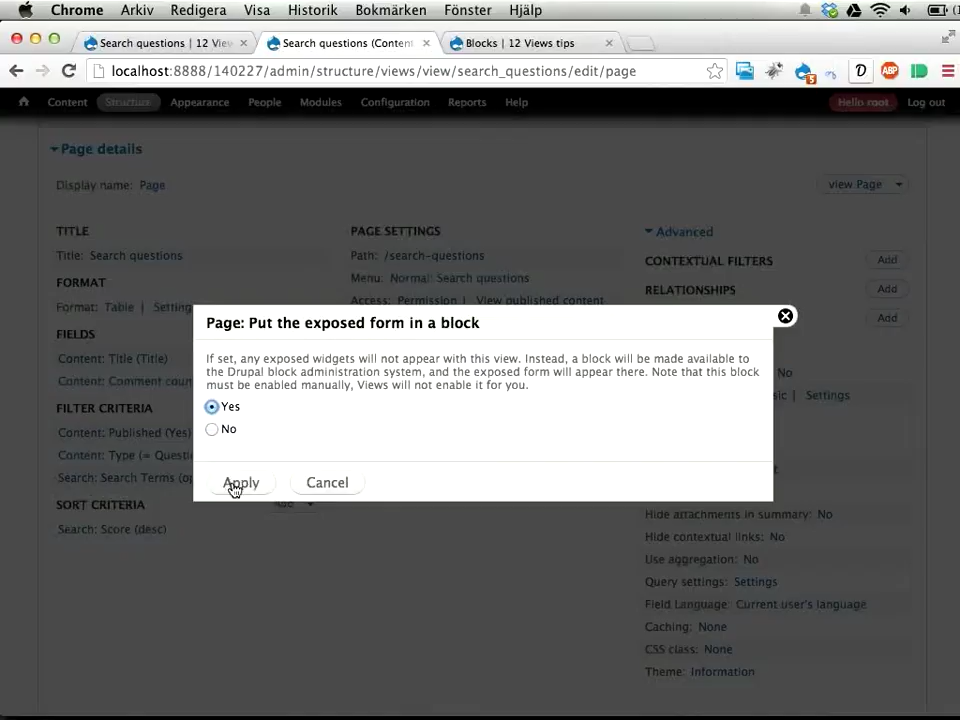 Chrome Arkiv Redigera Visa Historik Bokmärken Fönster Hjälp
Search questions | 12 View Search questions (Conten Blocks | 12 Views tips
localhost:8888/140227/admin/structure/views/view/search_questions/edit/page
Content Structure Appearance People Modules Configuration Reports Help Hello root Log out
Page details
Display name: Page view Page
TITLE
Title: Search questions
FORMAT
Format: Table | Setting
FIELDS
Content: Title (Title)
Content: Comment coun
FILTER CRITERIA
Content: Published (Yes)
Content: Type (= Questi
Search: Search Terms (op
SORT CRITERIA
Add
Search: Score (desc)
PAGE SETTINGS
Path: /search-questions
Menu: Normal: Search questions
Access: Permission | View published content
Advanced
CONTEXTUAL FILTERS Add
RELATIONSHIPS Add
Add
No
sic | Settings
Hide attachments in summary: No
Hide contextual links: No
Use aggregation: No
Query settings: Settings
Field Language: Current user's language
Caching: None
CSS class: None
Theme: Information
Page: Put the exposed form in a block
If set, any exposed widgets will not appear with this view. Instead, a block will be made available to
the Drupal block administration system, and the exposed form will appear there. Note that this block
must be enabled manually, Views will not enable it for you.
Yes
No
Apply Cancel